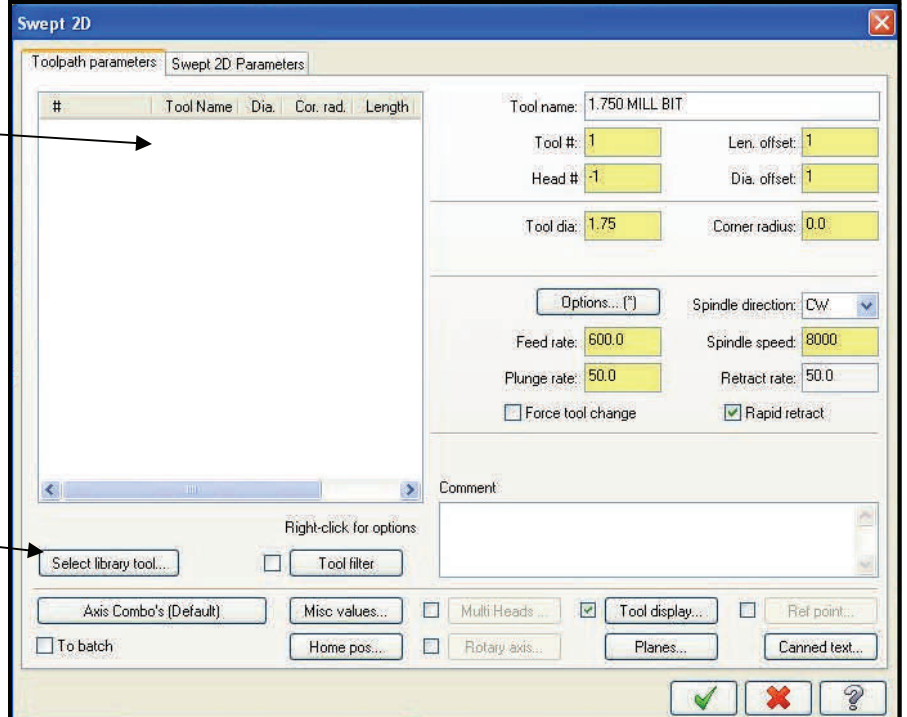 Swept 2D
Toolpath parameters Swept 2D Parameters
# Tool Name Dia. Cor. rad. Length
Tool name: 1.750 MILL BIT
Tool #: 1 Len. offset: 1
Head # -1 Dia. offset: 1
Tool dia: 1.75 Corner radius: 0.0
Options... (*) Spindle direction: CW
Feed rate: 600.0 Spindle speed: 8000
Plunge rate: 50.0 Retract rate: 50.0
Force tool change Rapid retract
Comment
Right-click for options
Select library tool.... Tool filter
Axis Combo's (Default) Misc values... Multi Heads ... Tool display... Ref point...
To batch Home pos.... Rotary axis... Planes... Canned text...